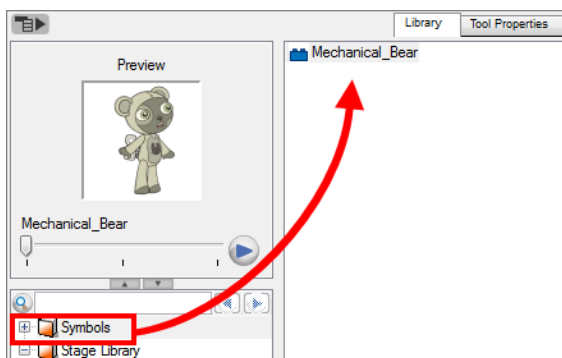 Library
Tool Properties
Preview
Mechanical_Bear
Mechanical_Bear
Symbols
Stage Library